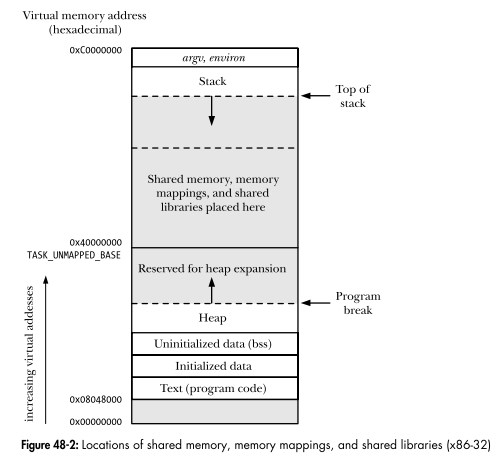 Virtual memory address
(hexadecimal)
0xC0000000
argv, environ
Stack
Top of
stack
Shared memory, memory
mappings, and shared
libraries placed here
0x40000000
TASK_UNMAPPED_BASE
Reserved for heap expansion
Program
break
Heap
Uninitialized data (bss)
Initialized data
Text (program code)
0x08048000
0x00000000
increasing virtual addesses
Figure 48-2: Locations of shared memory, memory mappings, and shared libraries (x86-32)